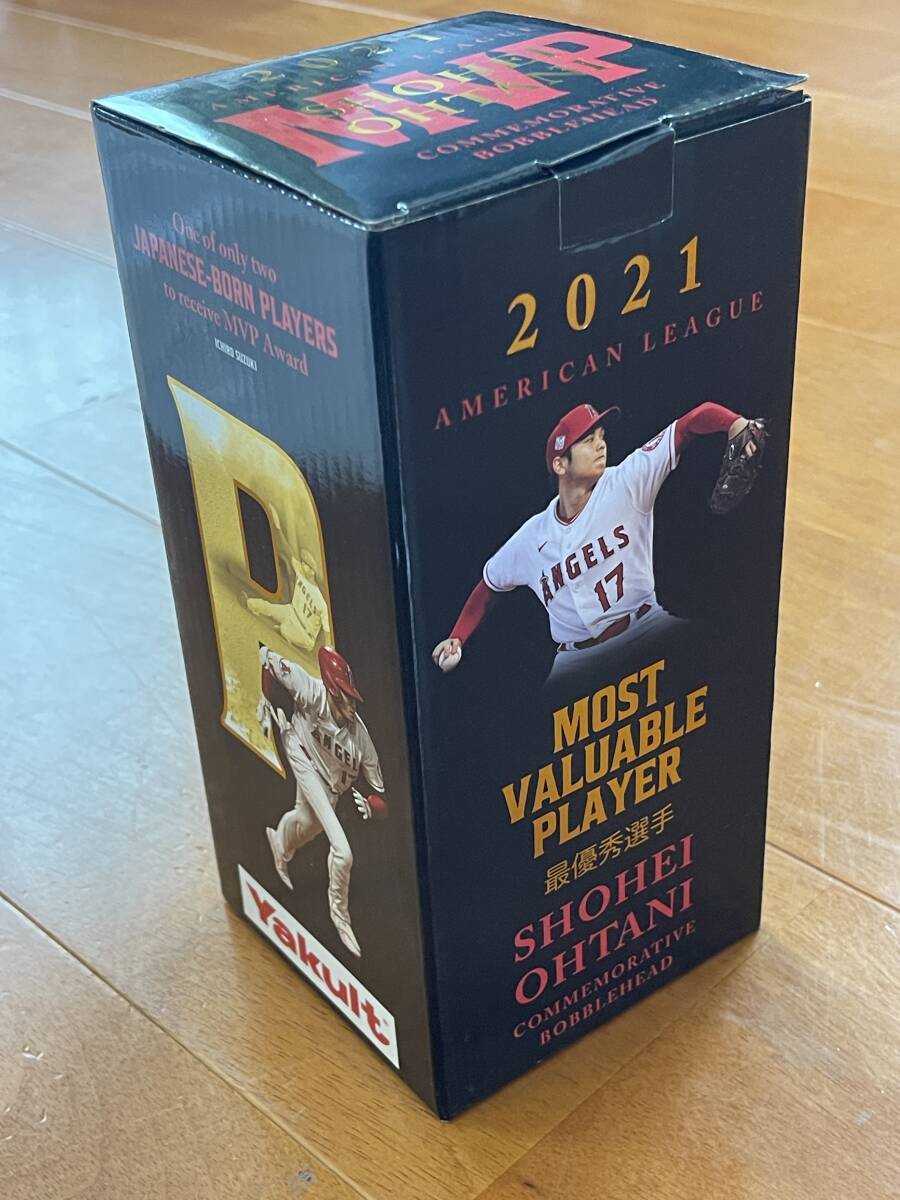 2021
AMERICAN LEAGUE
MVP
SHOHEI
OHTANI
COMMEMORATIVE
BOBBLEHEAD
One of only two
JAPANESE-BORN PLAYERS
to receive MVP Award
ICHIRO SUZUKI
P
ANGELS
17
ANGELS
17
Yakult
2021
AMERICAN LEAGUE
ANGELS
17
MOST
VALUABLE
PLAYER
最優秀選手
SHOHEI
OHTANI
COMMEMORATIVE
BOBBLEHEAD